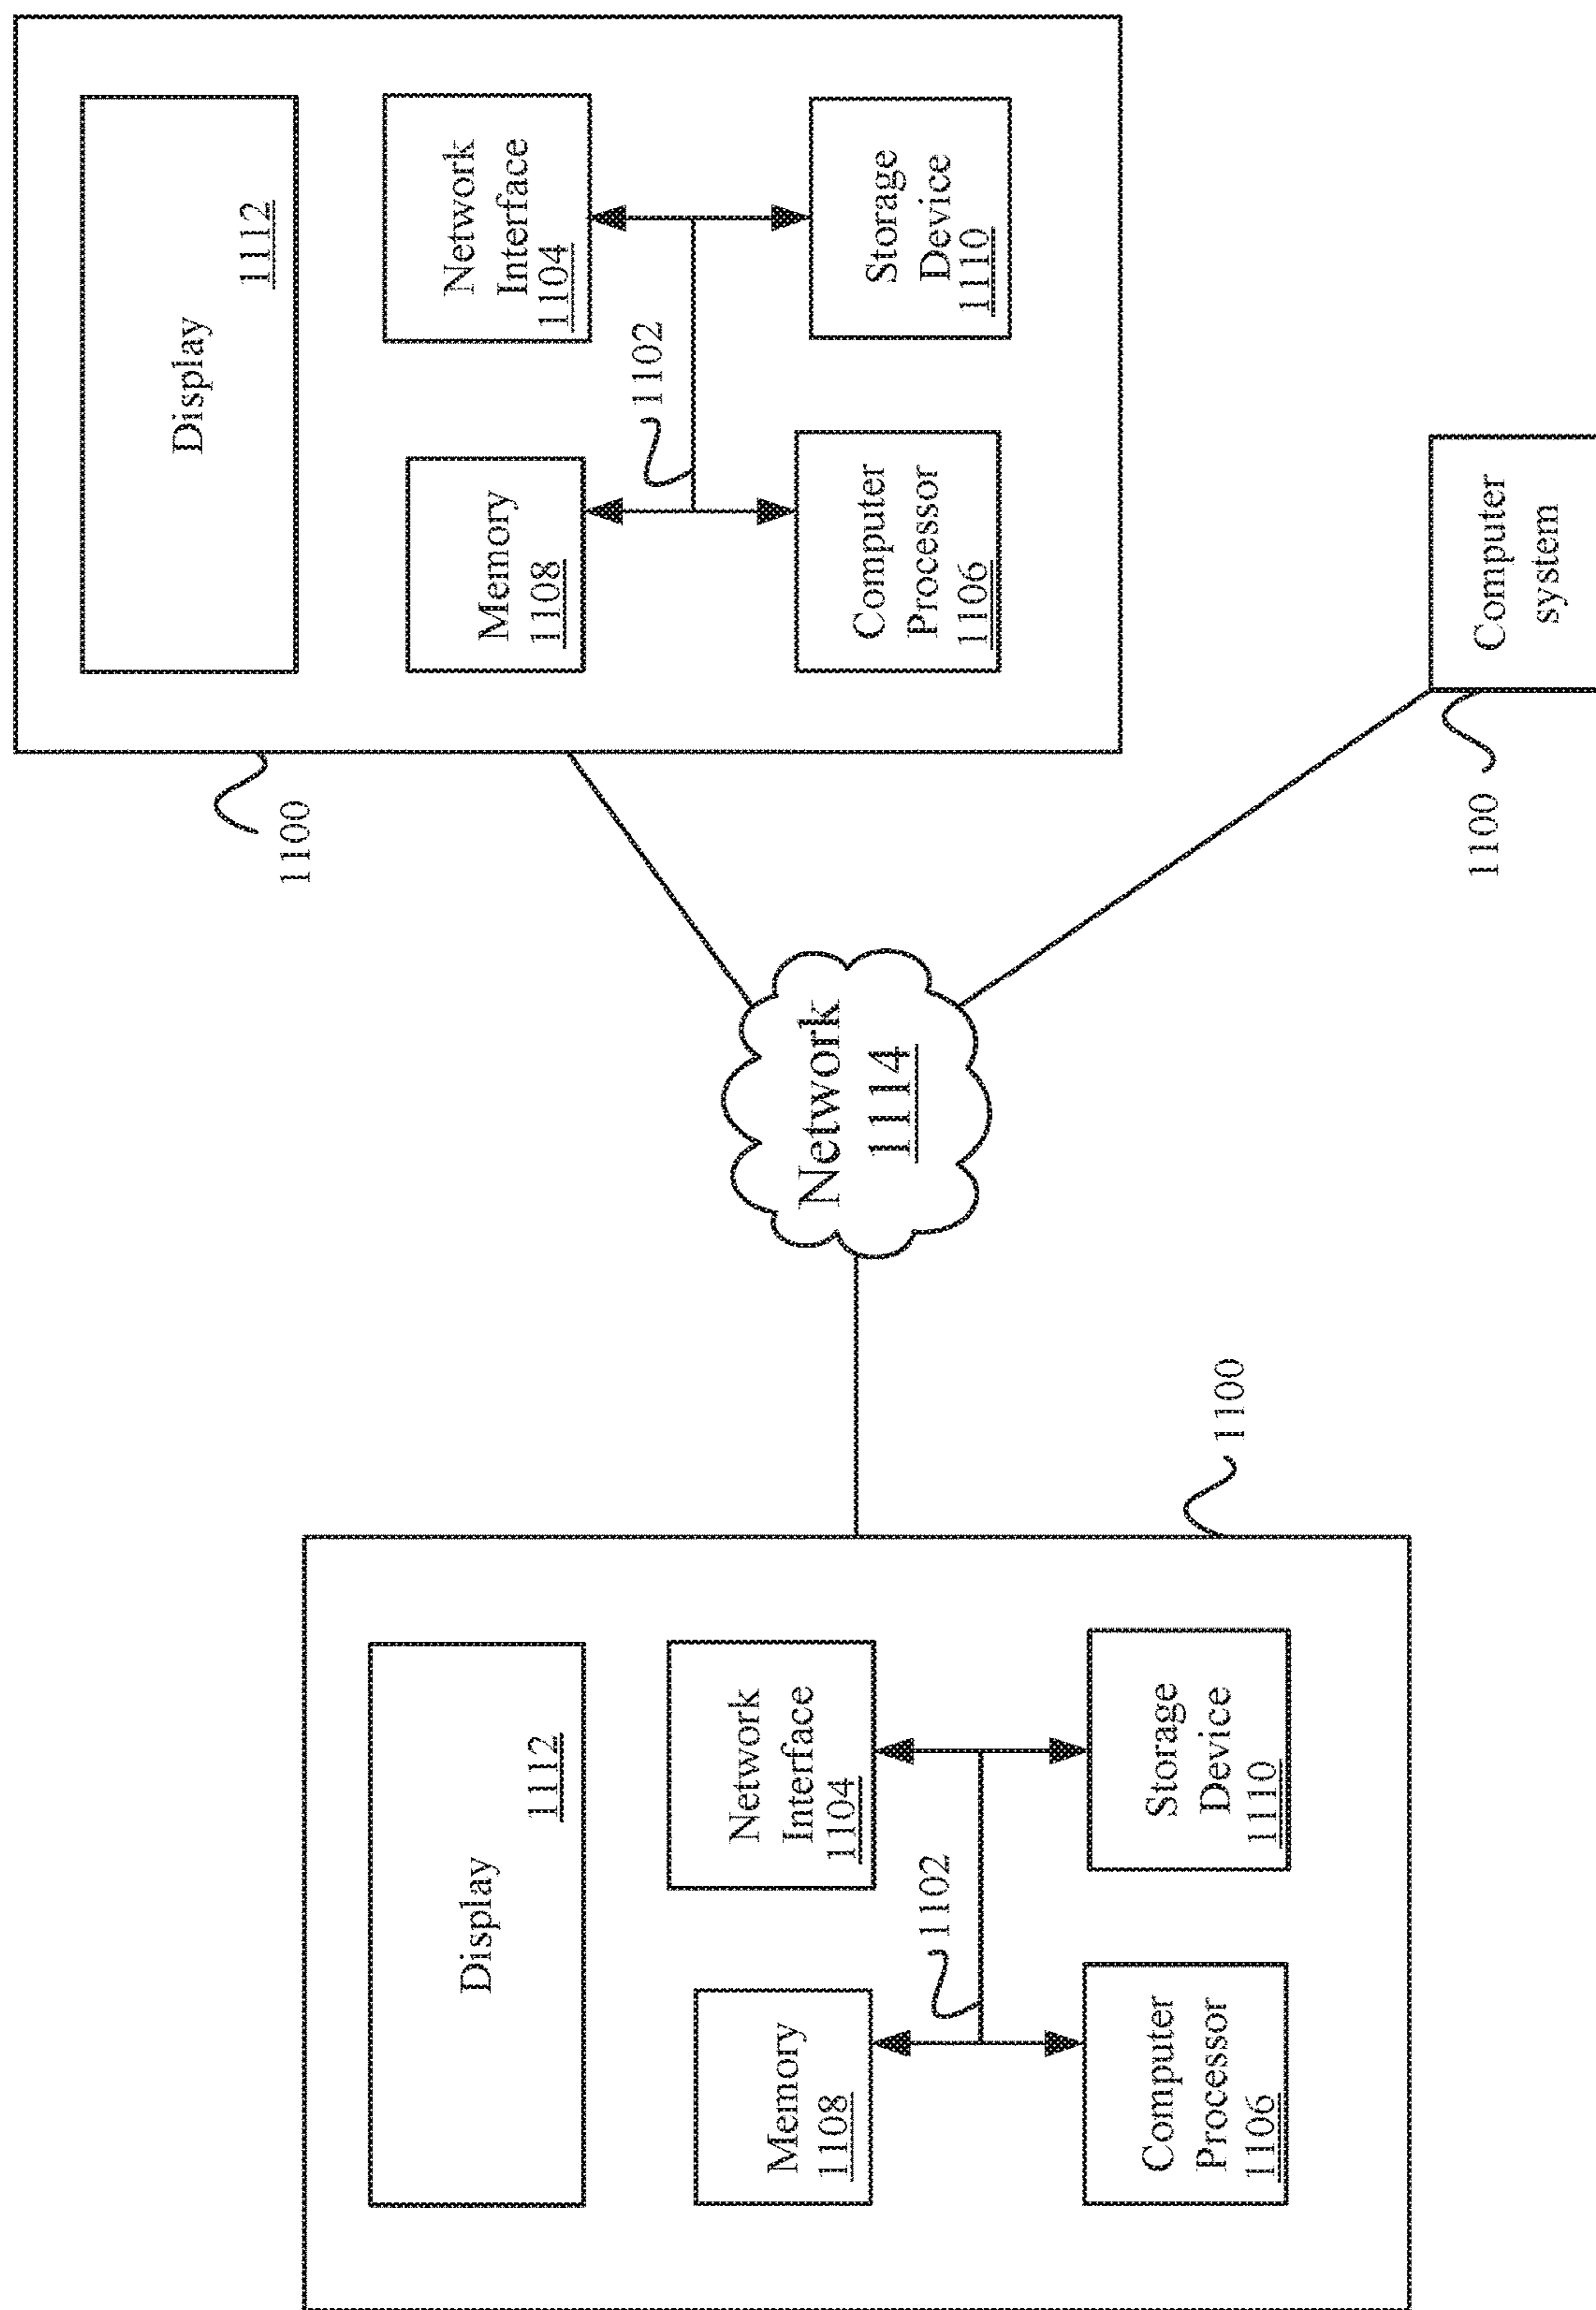 Display
1112
Memory
1108
Network
Interface
1104
1102
Computer
Processor
1106
Storage
Device
1110
1100
Network
1114
1100
Display
1112
Memory
1108
Network
Interface
1104
1102
Computer
Processor
1106
Storage
Device
1110
1100
Computer
system